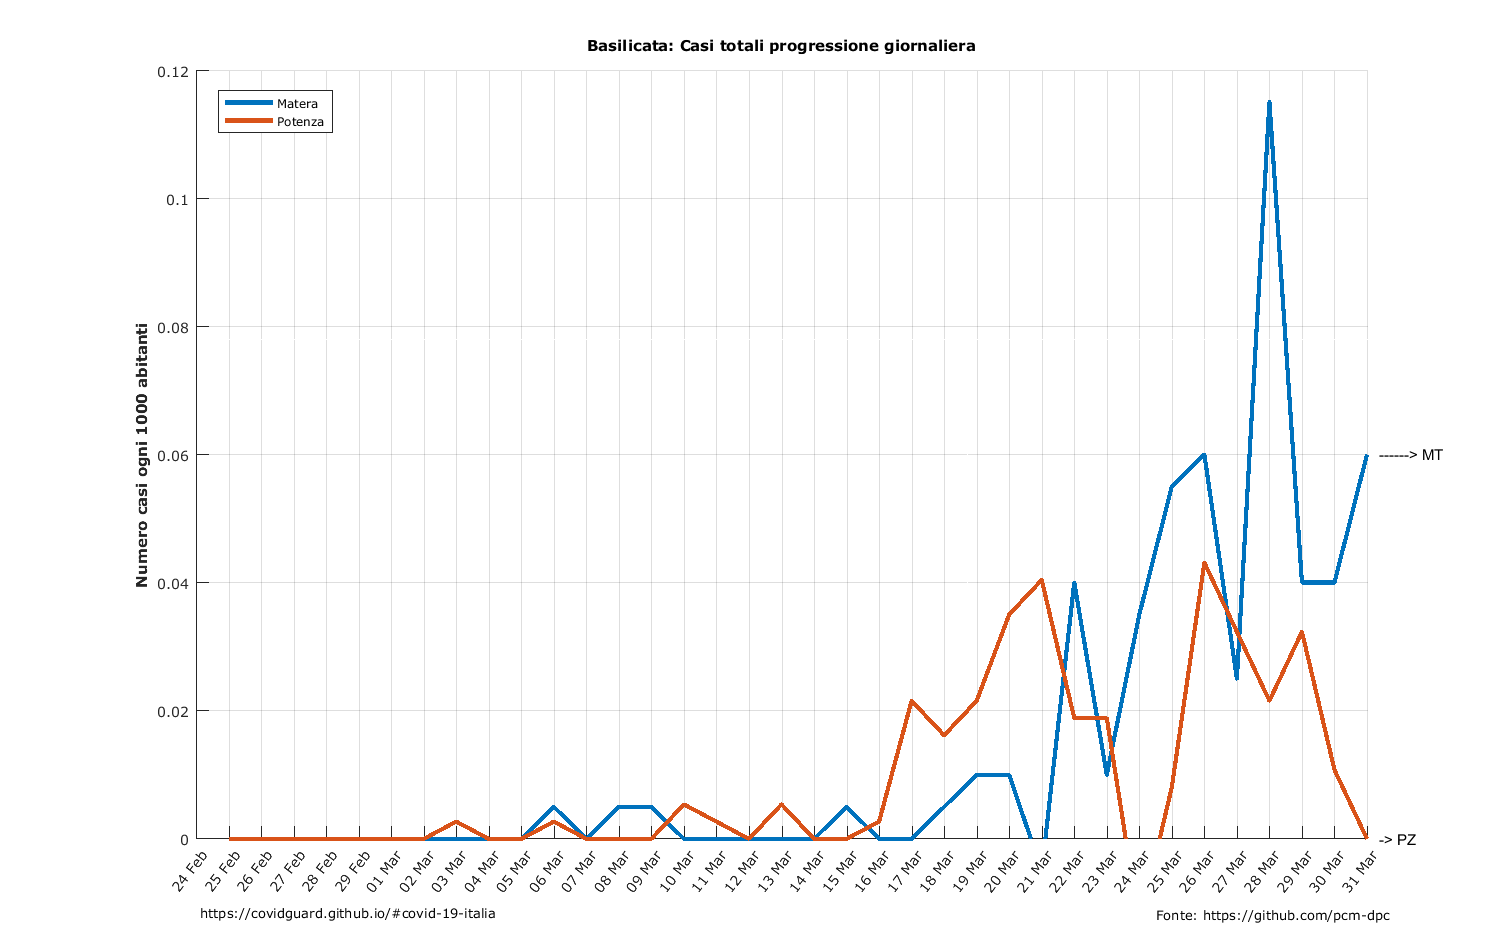 Basilicata: Casi totali progressione giornaliera
Numero casi ogni 1000 abitanti
0.12
0.1
0.08
0.06
0.04
0.02
0
Matera
Potenza
------> MT
-> PZ
24 Feb
25 Feb
26 Feb
27 Feb
28 Feb
29 Feb
01 Mar
02 Mar
03 Mar
04 Mar
05 Mar
06 Mar
07 Mar
08 Mar
09 Mar
10 Mar
11 Mar
12 Mar
13 Mar
14 Mar
15 Mar
16 Mar
17 Mar
18 Mar
19 Mar
20 Mar
21 Mar
22 Mar
23 Mar
24 Mar
25 Mar
26 Mar
27 Mar
28 Mar
29 Mar
30 Mar
31 Mar
https://covidguard.github.io/#covid-19-italia
Fonte: https://github.com/pcm-dpc